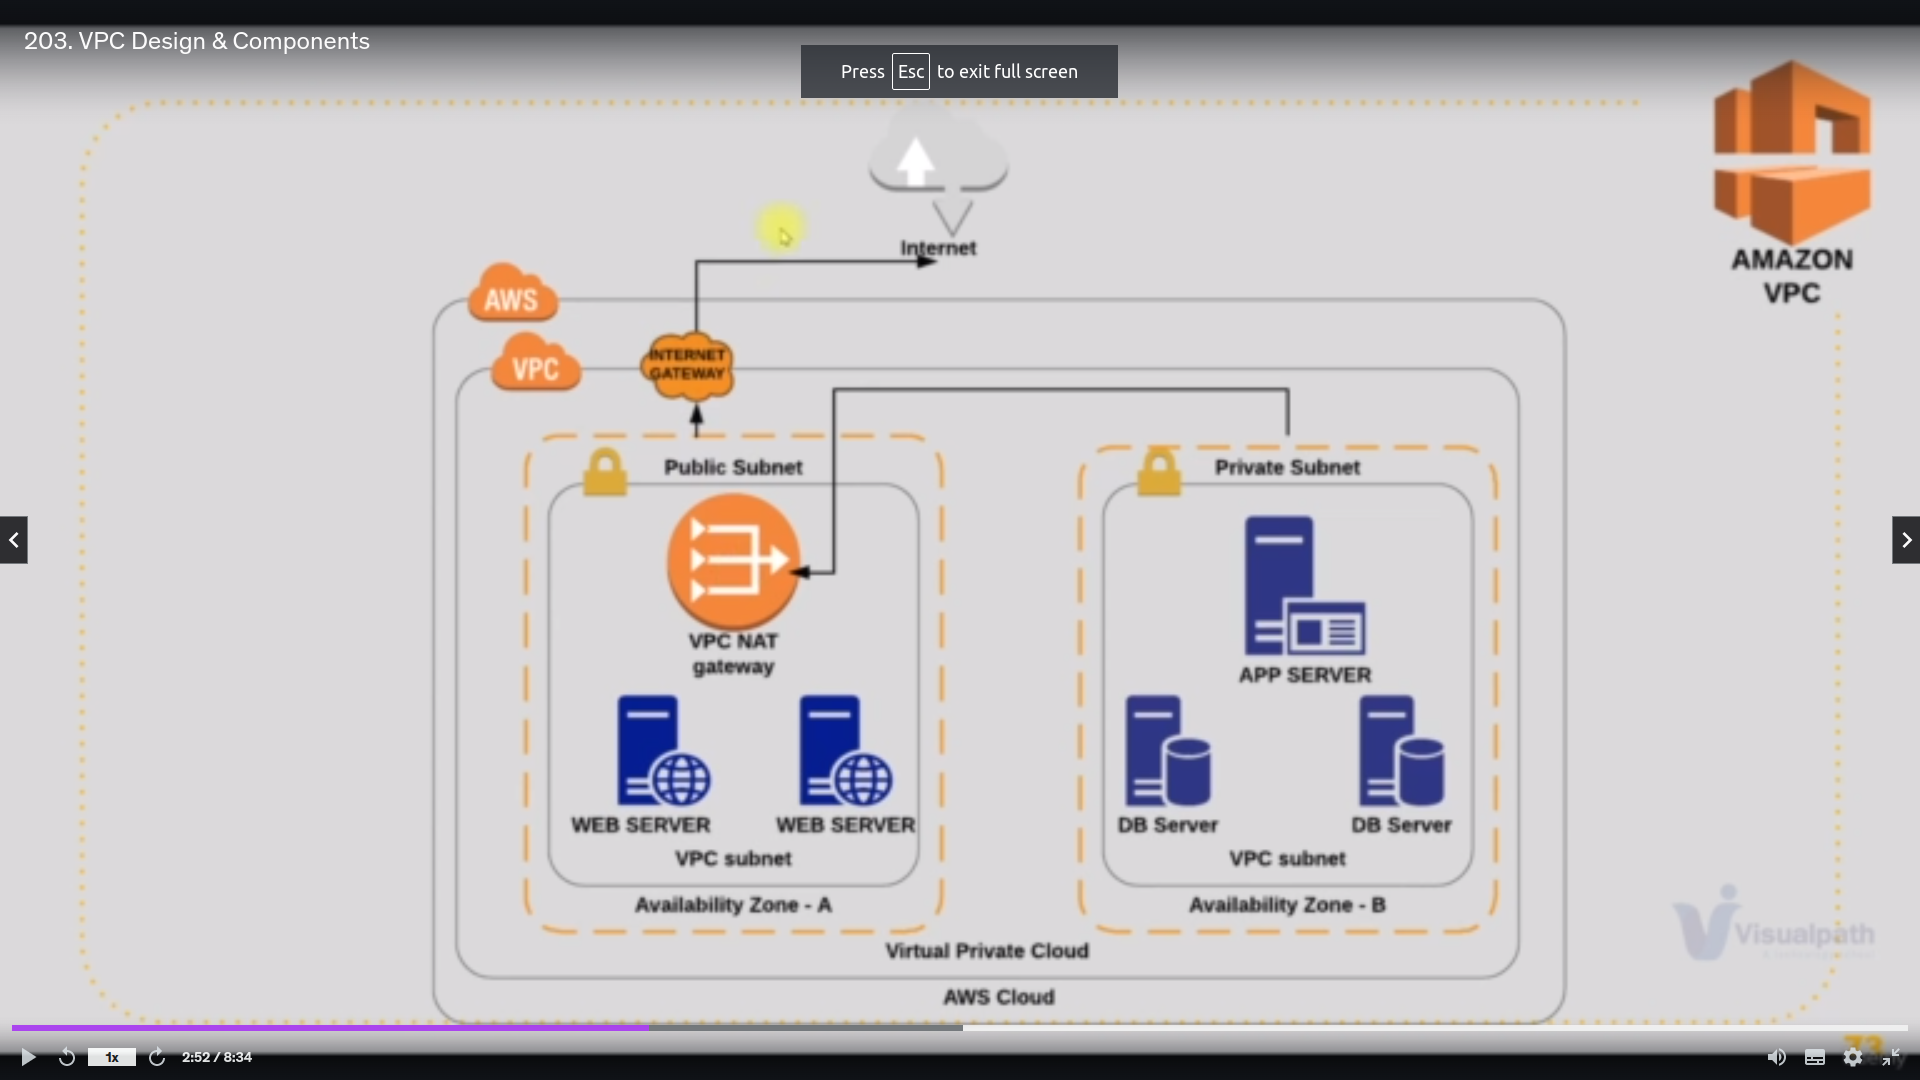 203. VPC Design & Components
Press Esc to exit full screen
Internet
AMAZON
VPC
AWS
VPC
INTERNET
GATEWAY
Public Subnet
Private Subnet
VPC NAT
gateway
APP SERVER
WEB SERVER
WEB SERVER
DB Server
DB Server
VPC subnet
VPC subnet
Availability Zone - A
Availability Zone - B
Virtual Private Cloud
Visualpath
AWS Cloud
73
1x
2:52 / 8:34